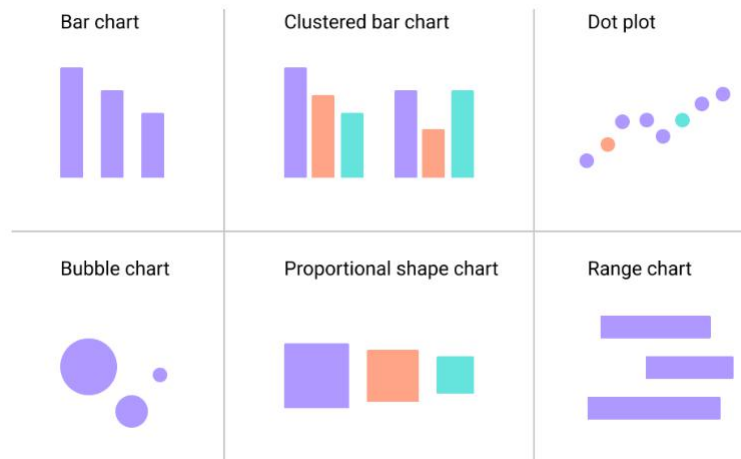 Bar chart
Clustered bar chart
Dot plot
Bubble chart
Proportional shape chart
Range chart